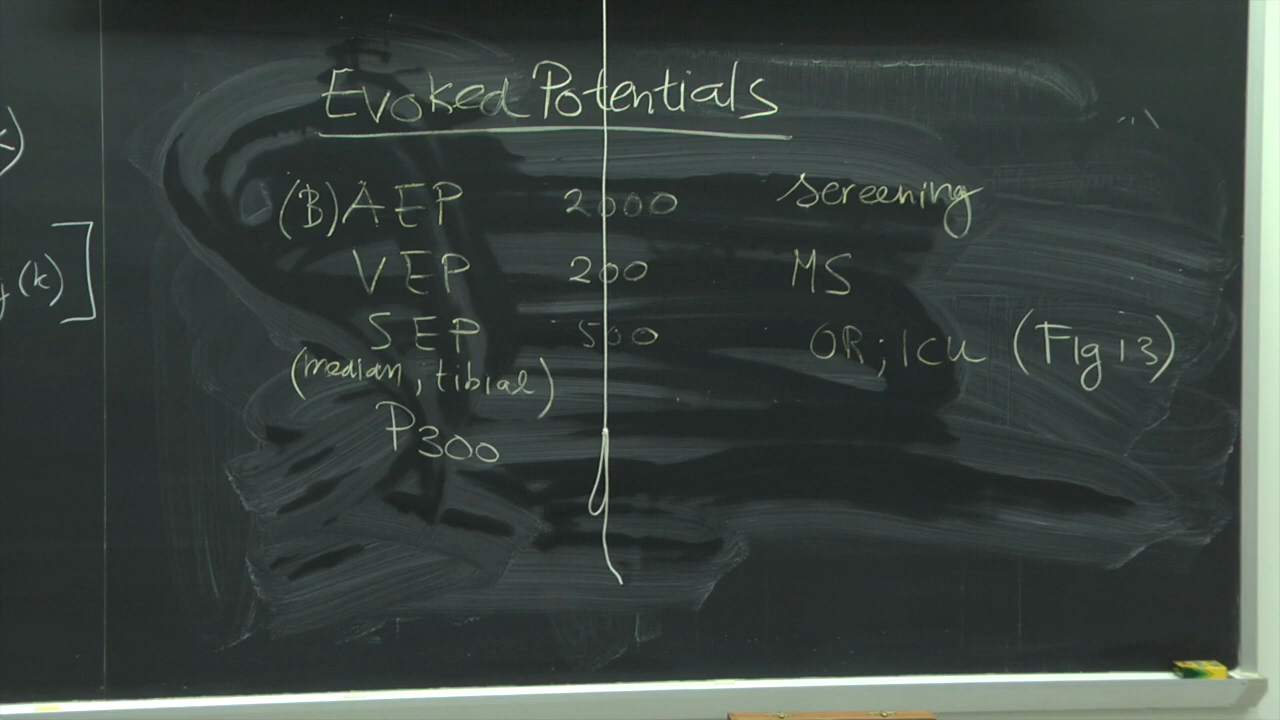 Evoked Potentials
(B)AEP 2000 screening
VEP 200 MS
SEP 500 OR; ICU (Fig 13)
(median; tibial)
P300
(k)]